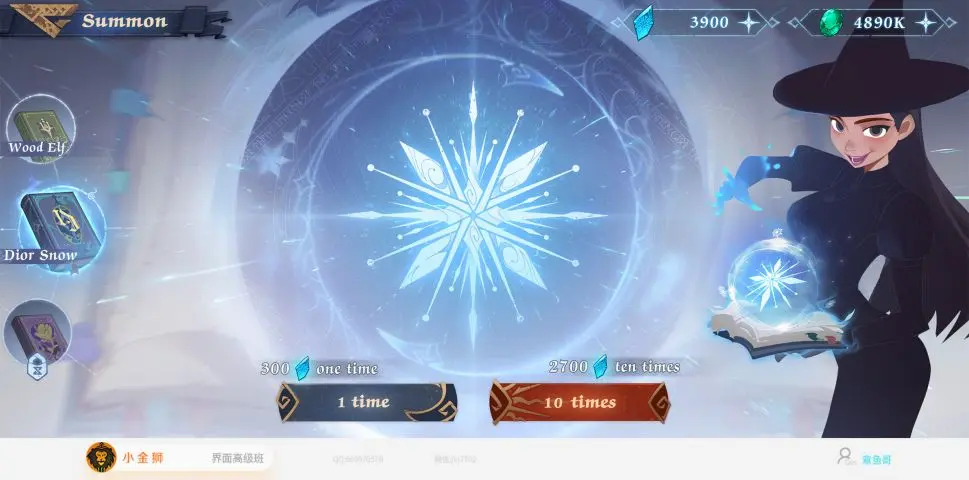 Summon
3900
4890K
Wood Elf
Dior Snow
300 one time
2700 ten times
1 time
10 times
小金狮
界面高级班